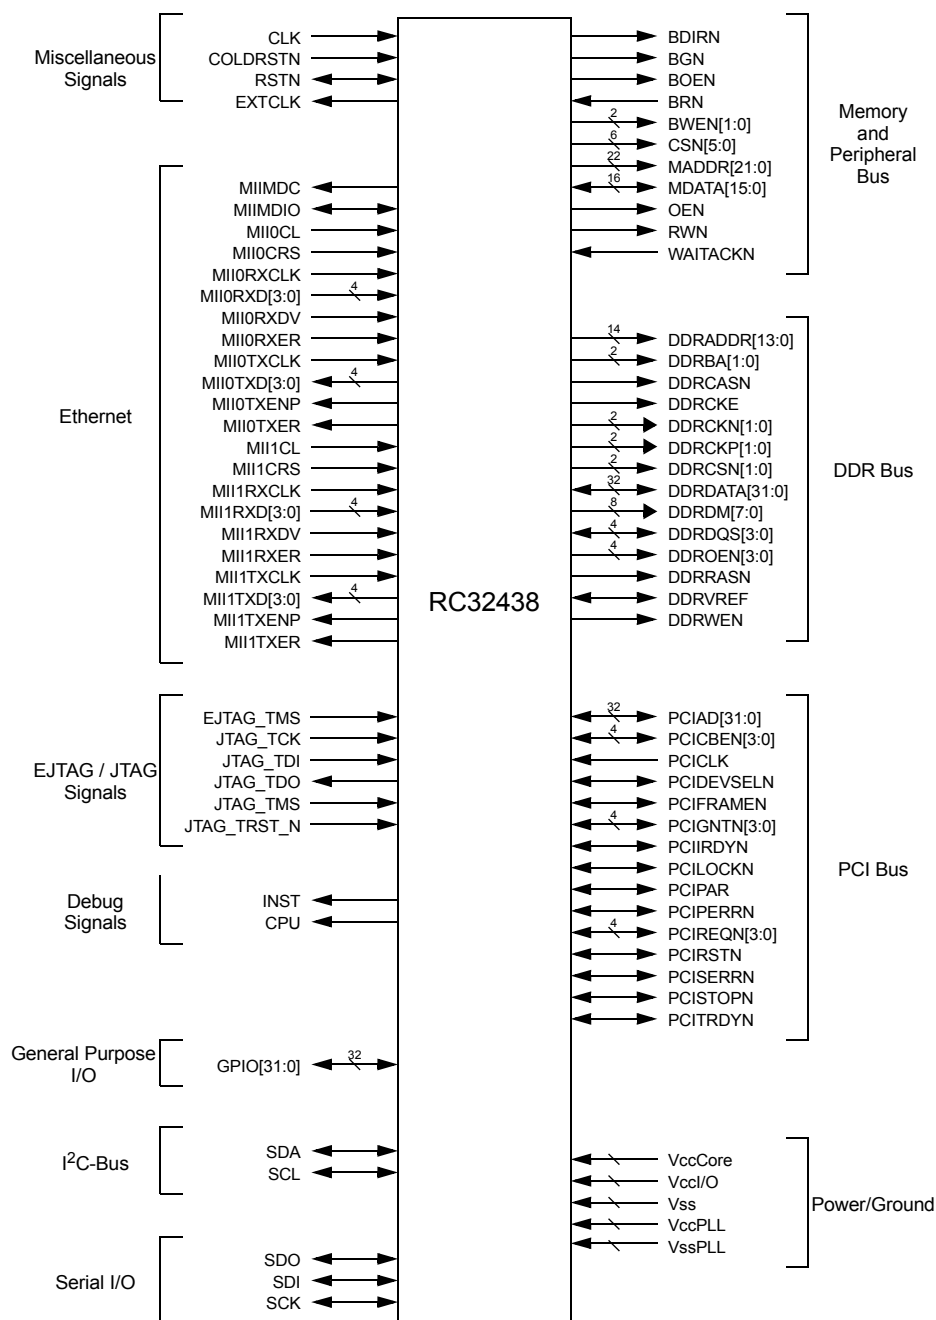 Miscellaneous
Signals
CLK
COLDRSTN
RSTN
EXTCLK
Ethernet
MIIMDC
MIIMDIO
MII0CL
MII0CRS
MII0RXCLK
MII0RXD[3:0]
4
MII0RXDV
MII0RXER
MII0TXCLK
MII0TXD[3:0]
4
MII0TXENP
MII0TXER
MII1CL
MII1CRS
MII1RXCLK
MII1RXD[3:0]
4
MII1RXDV
MII1RXER
MII1TXCLK
MII1TXD[3:0]
4
MII1TXENP
MII1TXER
EJTAG / JTAG
Signals
EJTAG_TMS
JTAG_TCK
JTAG_TDI
JTAG_TDO
JTAG_TMS
JTAG_TRST_N
Debug
Signals
INST
CPU
General Purpose
I/O
GPIO[31:0]
32
I2C-Bus
SDA
SCL
Serial I/O
SDO
SDI
SCK
RC32438
BDIRN
BGN
BOEN
BRN
2
BWEN[1:0]
6
CSN[5:0]
22
MADDR[21:0]
16
MDATA[15:0]
OEN
RWN
WAITACKN
Memory
and
Peripheral
Bus
14
DDRADDR[13:0]
2
DDRBA[1:0]
DDRCASN
DDRCKE
2
DDRCKN[1:0]
2
DDRCKP[1:0]
2
DDRCSN[1:0]
32
DDRDATA[31:0]
8
DDRDM[7:0]
4
DDRDQS[3:0]
4
DDROEN[3:0]
DDRRASN
DDRVREF
DDRWEN
DDR Bus
32
PCIAD[31:0]
4
PCICBEN[3:0]
PCICLK
PCIDEVSELN
PCIFRAMEN
4
PCIGNTN[3:0]
PCIIRDYN
PCILOCKN
PCIPAR
PCIPERRN
4
PCIREQN[3:0]
PCIRSTN
PCISERRN
PCISTOPN
PCITRDYN
PCI Bus
VccCore
VccI/O
Vss
VccPLL
VssPLL
Power/Ground